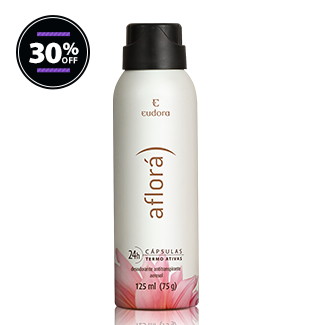 30%
OFF
E
eudora
aflorá
24h
CÁPSULAS
TERMO ATIVAS
desodorante antitranspirante
aerosol
125 ml (75 g)